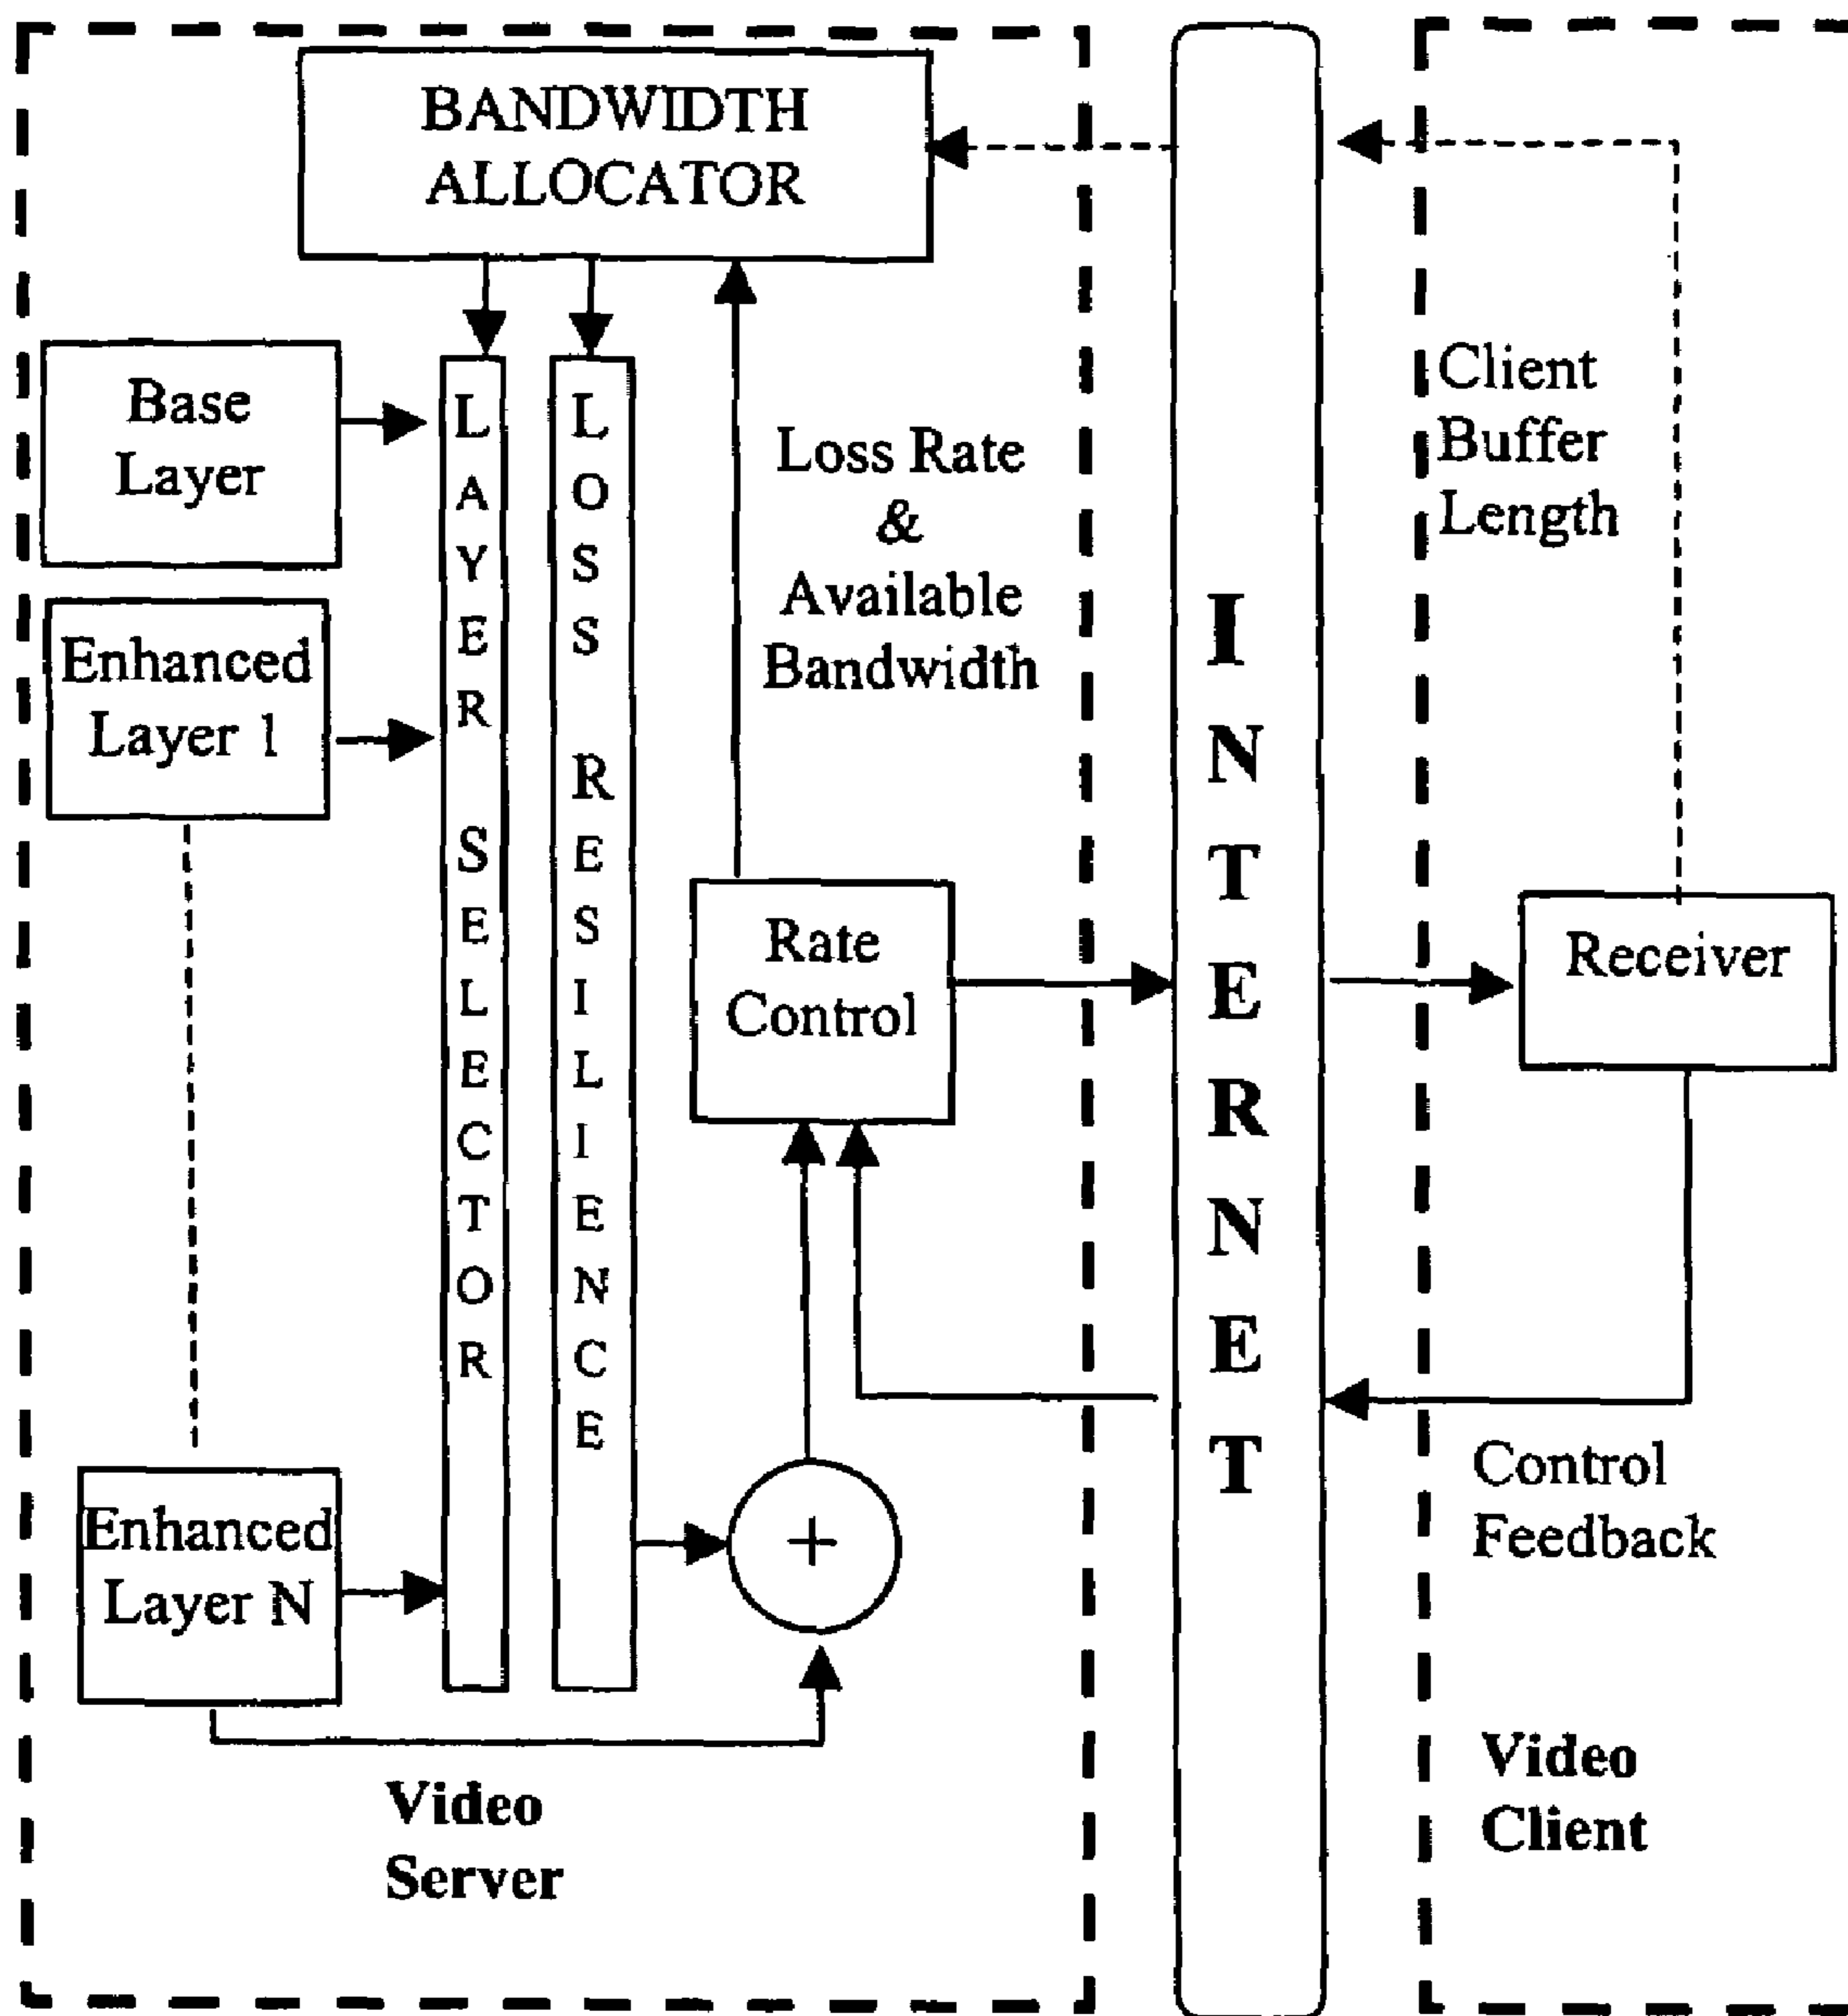 BANDWIDTH
ALLOCATOR
Base
Layer
Enhanced
Layer 1
Enhanced
Layer N
LAYER SELECTOR
LOSS RESILIENCE
Loss Rate
&
Available
Bandwidth
Rate
Control
+
Video
Server
INTERNET
Client
Buffer
Length
Receiver
Control
Feedback
Video
Client